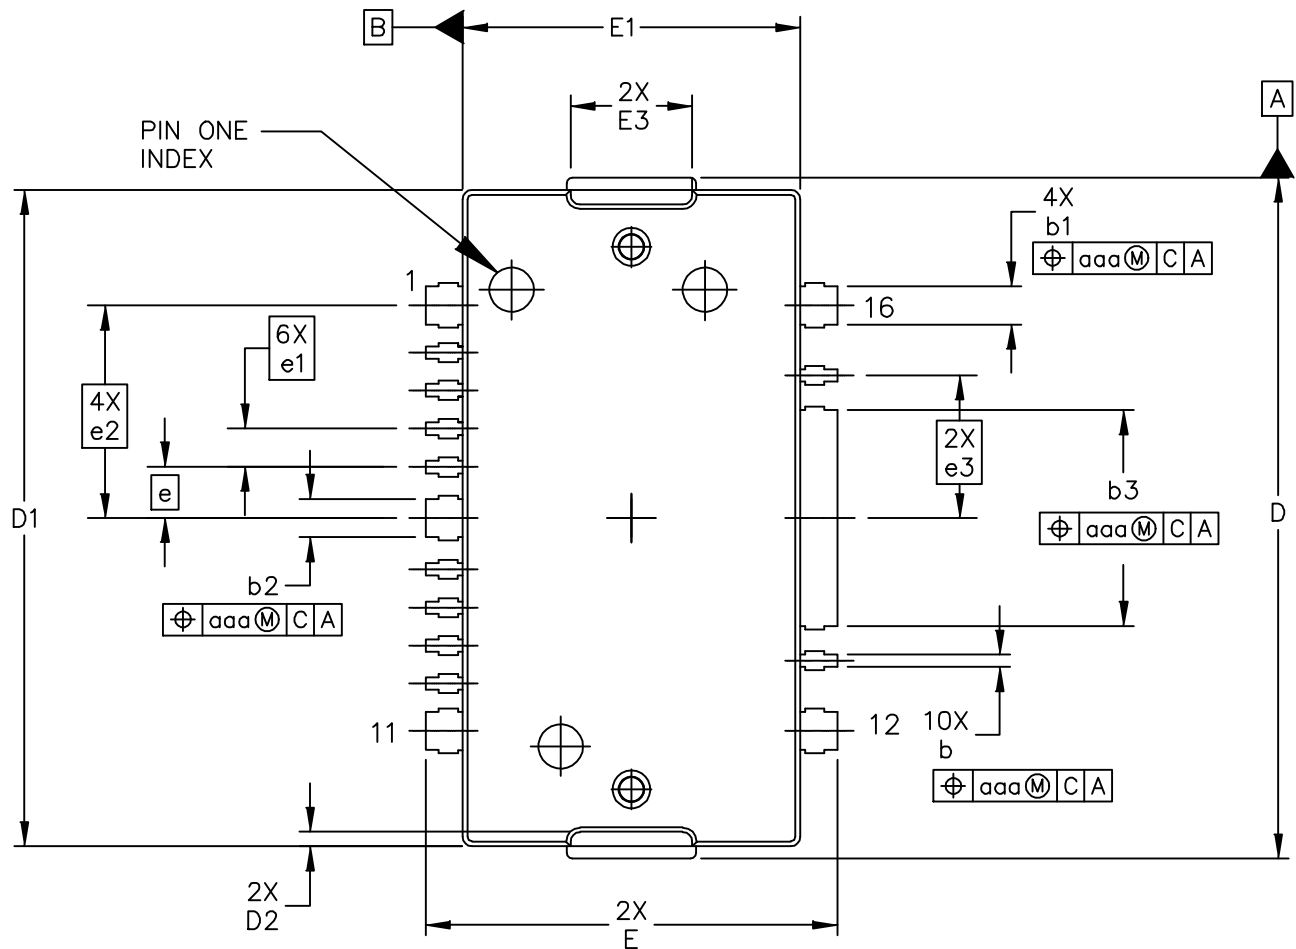 B
E1
2X
E3
A
PIN ONE
INDEX
4X
b1
⌖ aaa Ⓜ C A
1
16
6X
e1
4X
e2
2X
e3
e
b3
⌖ aaa Ⓜ C A
D1
D
b2
⌖ aaa Ⓜ C A
11
12
10X
b
⌖ aaa Ⓜ C A
2X
D2
2X
E